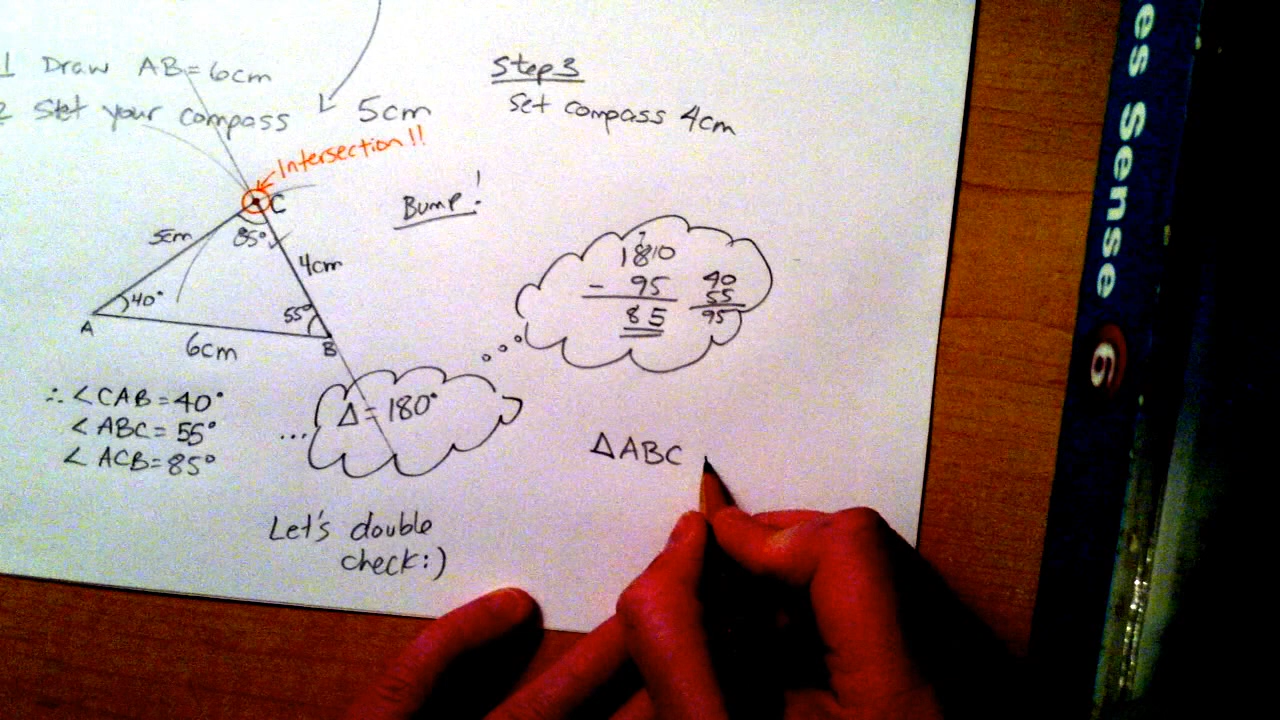 1 Draw AB=6cm
2 Set your compass 5cm
Step 3
Set compass 4cm
Intersection!!
C
Bump!
5cm
85°
4cm
40°
55°
A
B
6cm
180
- 95
85
40
55
95
∴ ∠CAB=40°
∠ABC=55°
∠ACB=85°
... Δ=180°
ΔABC
Let's double
check:)
es Sense 6